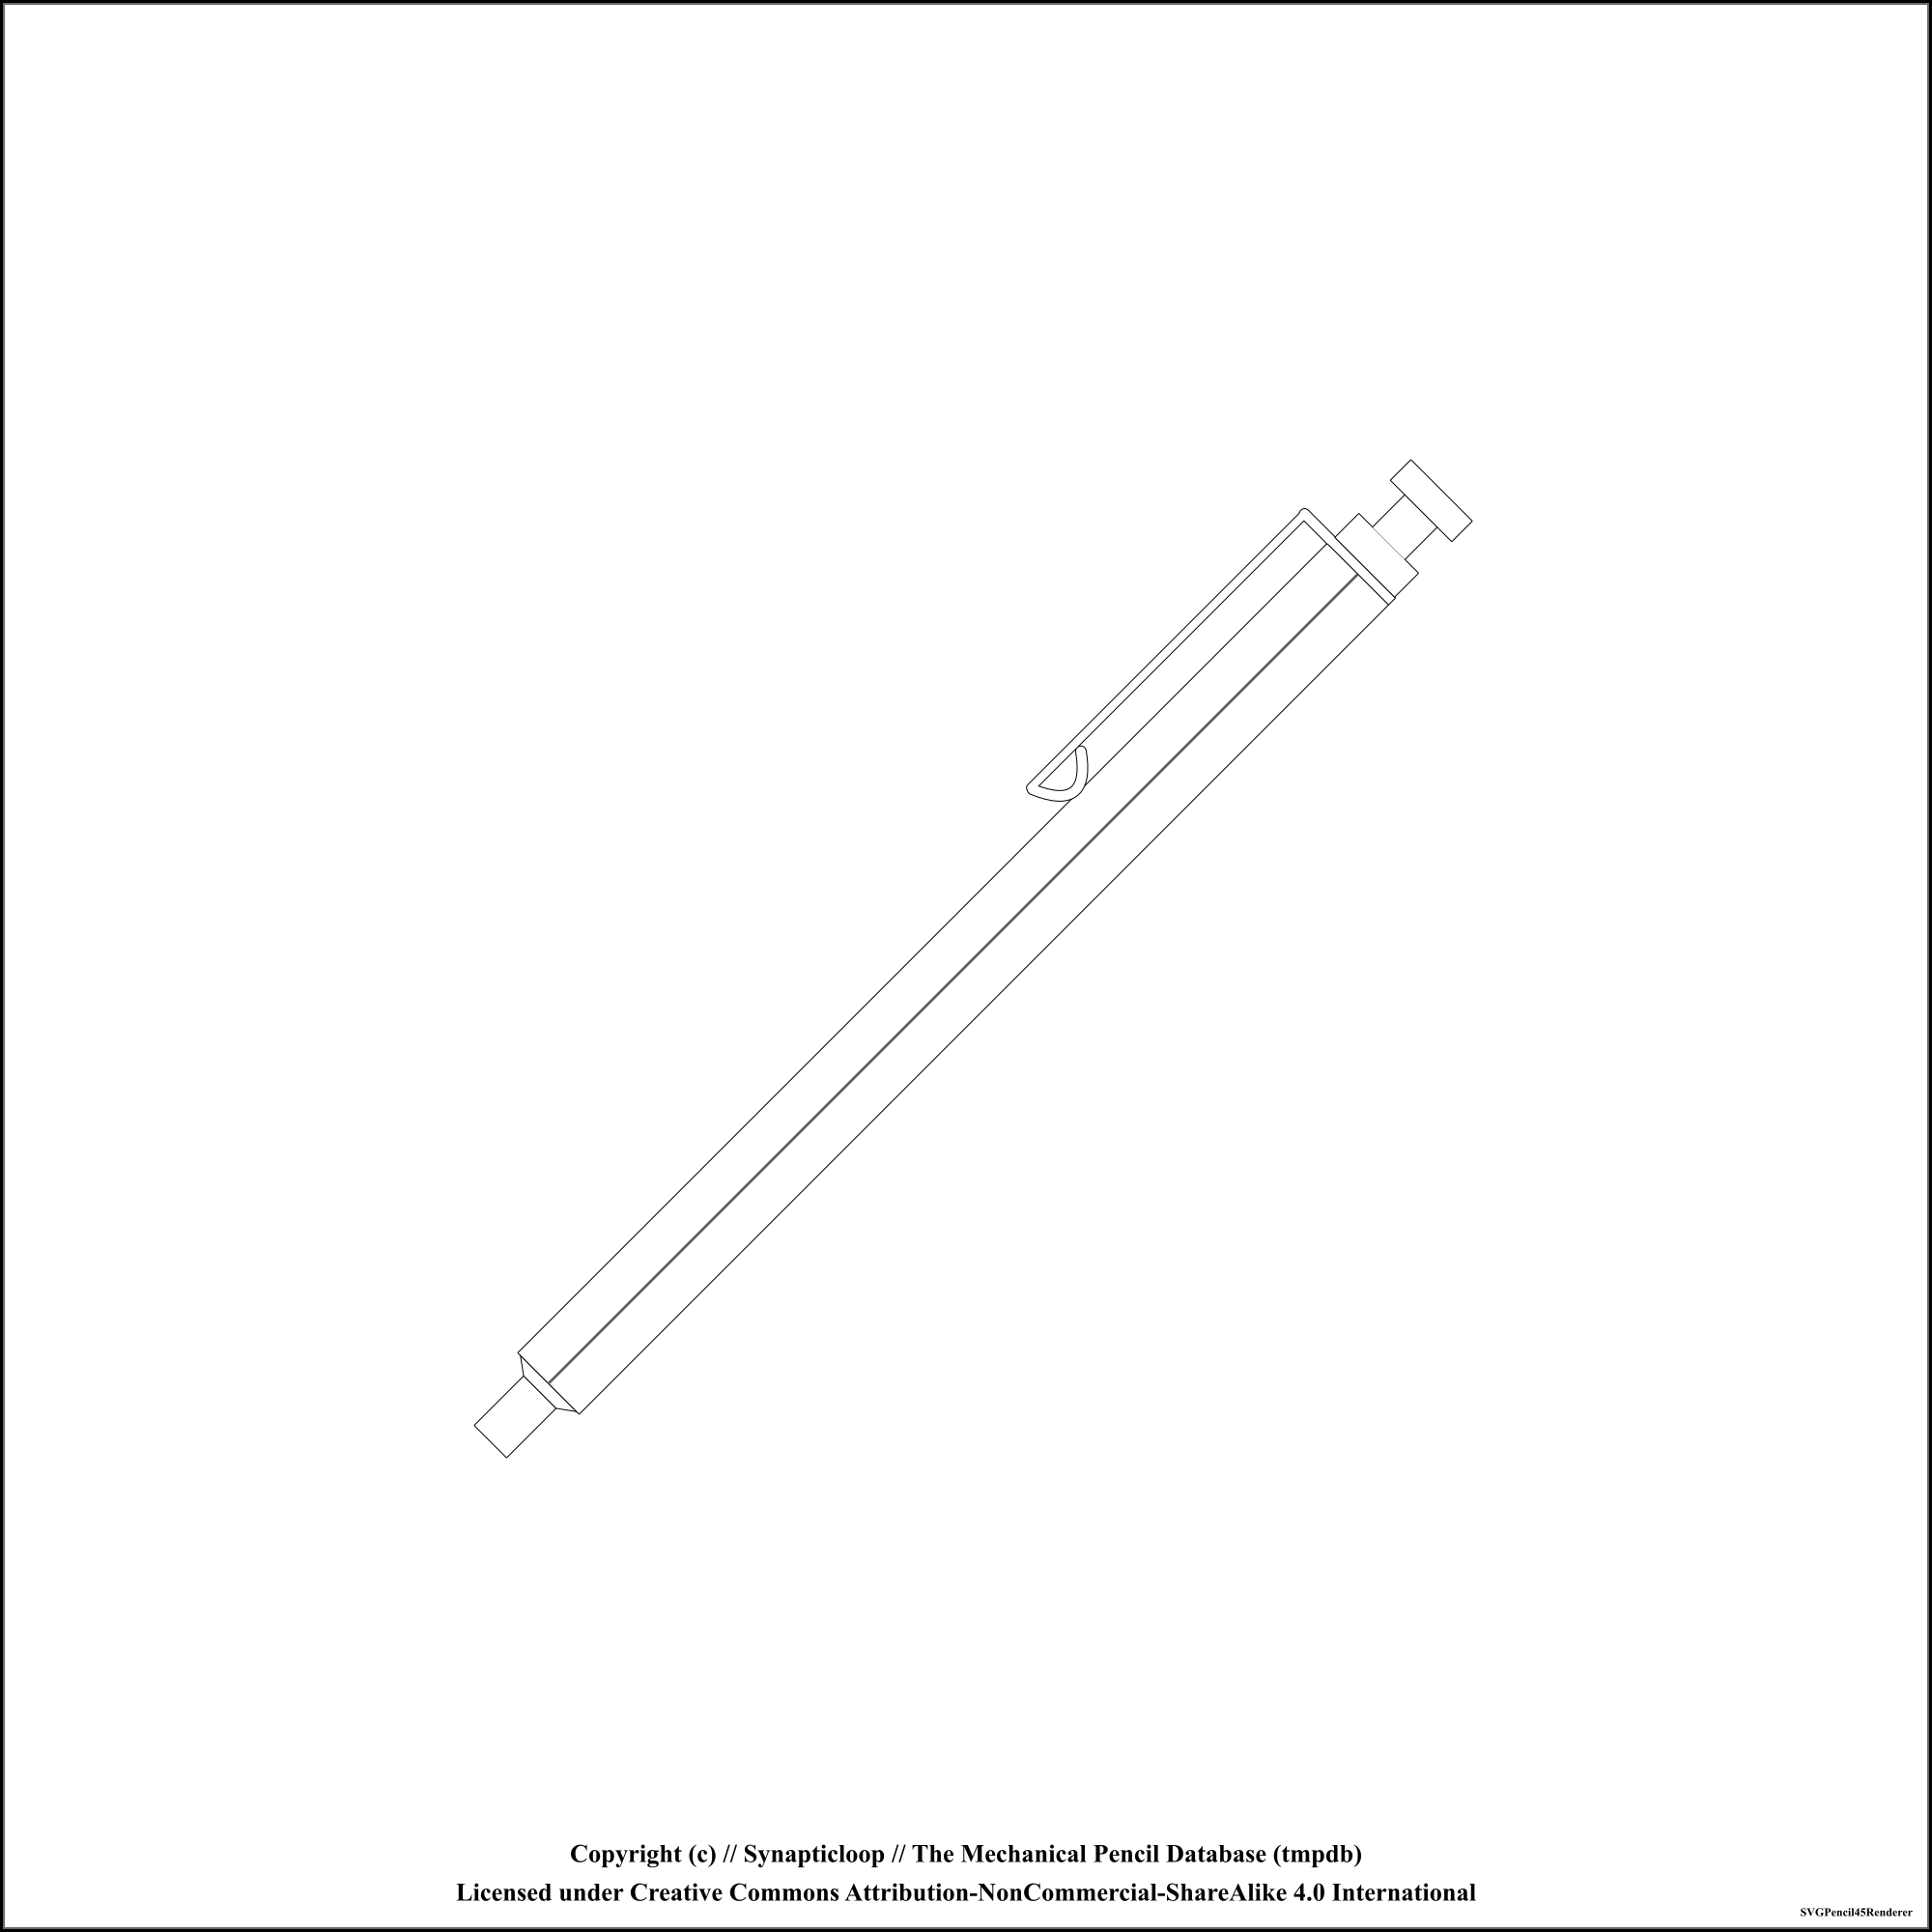 Copyright (c) // Synapticloop // The Mechanical Pencil Database (tmpdb)
Licensed under Creative Commons Attribution-NonCommercial-ShareAlike 4.0 International
SVGPencil45Renderer